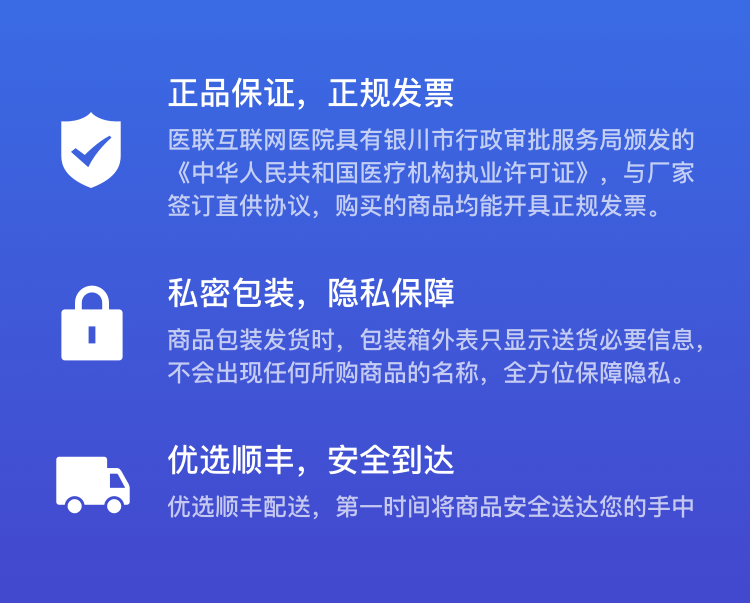 正品保证，正规发票
医联互联网医院具有银川市行政审批服务局颁发的
《中华人民共和国医疗机构执业许可证》，与厂家
签订直供协议，购买的商品均能开具正规发票。
私密包装，隐私保障
商品包装发货时，包装箱外表只显示送货必要信息，
不会出现任何所购商品的名称，全方位保障隐私。
优选顺丰，安全到达
优选顺丰配送，第一时间将商品安全送达您的手中